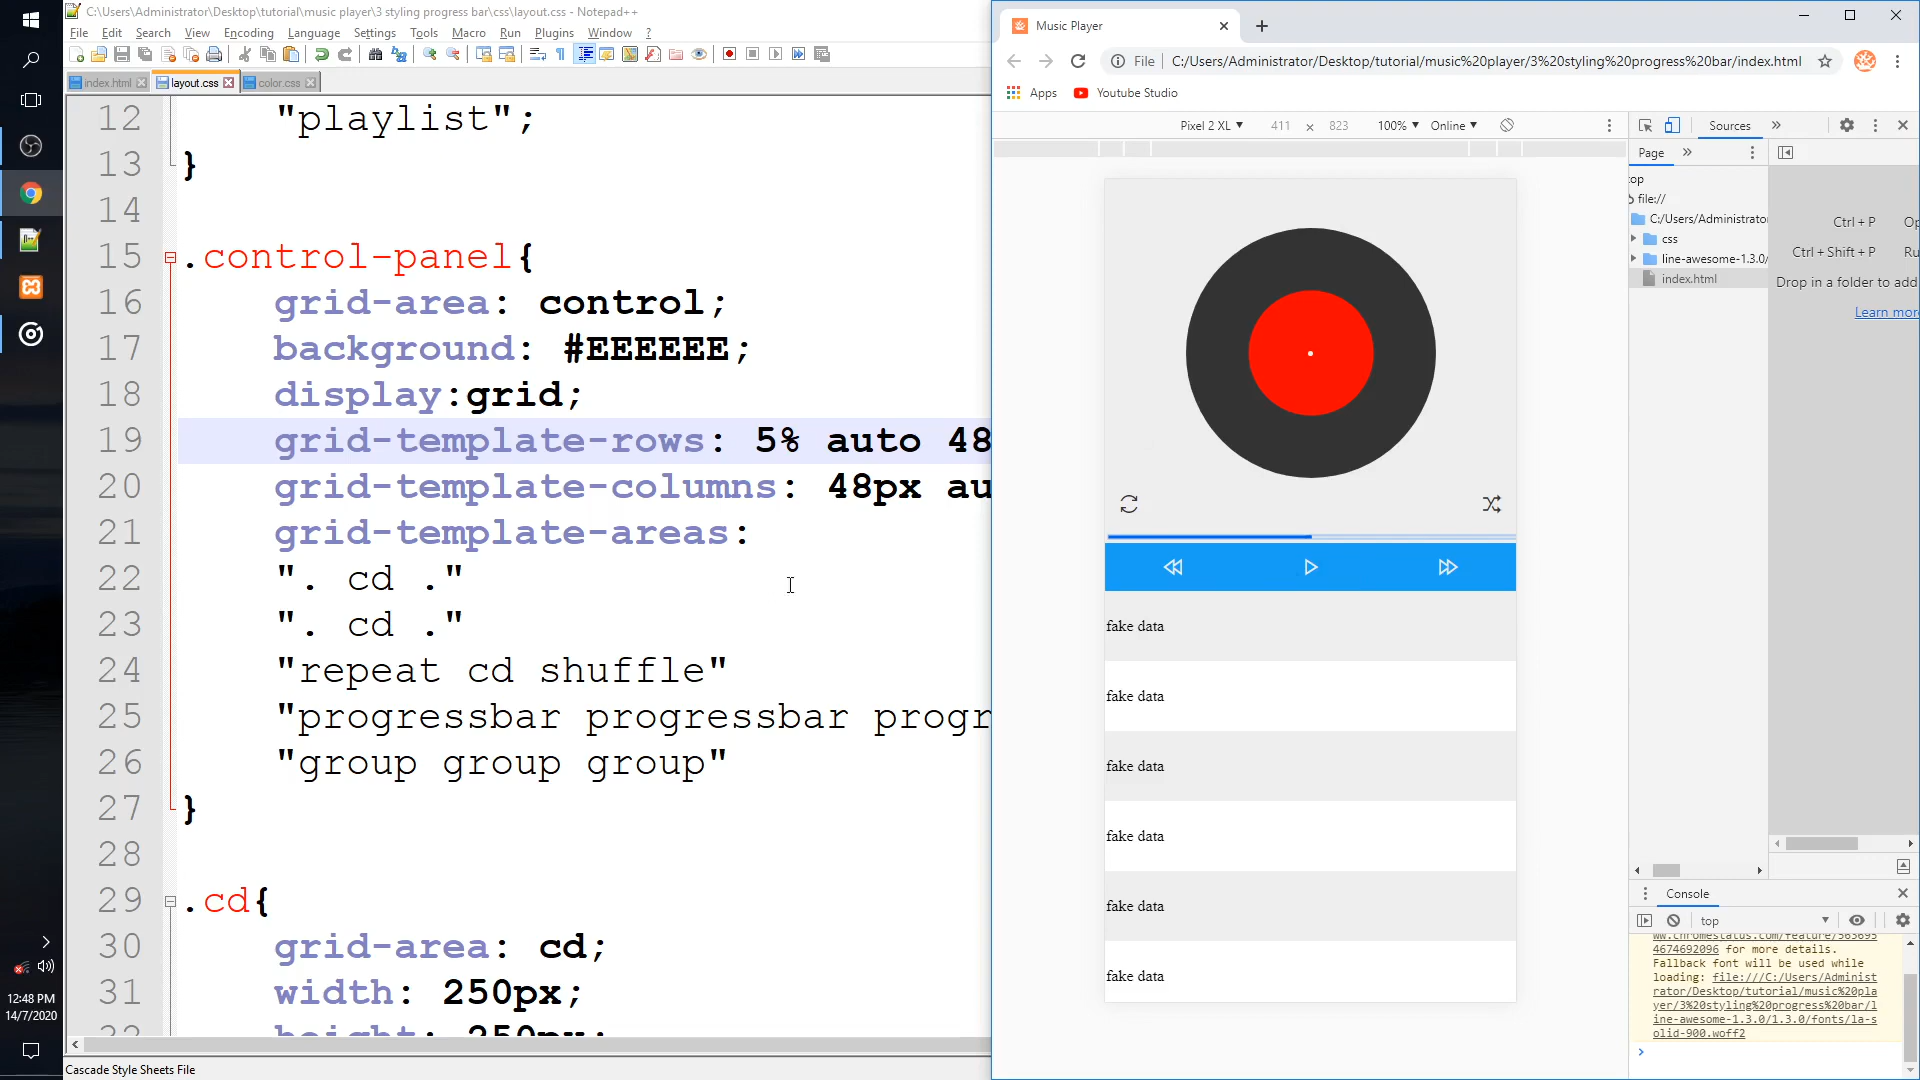 C:\Users\Administrator\Desktop\tutorial\music player\3 styling progress bar\css\layout.css - Notepad++
File Edit Search View Encoding Language Settings Tools Macro Run Plugins Window ?
index.html layout.css color.css
12 "playlist";
13 }
14
15 .control-panel{
16 grid-area: control;
17 background: #EEEEEE;
18 display:grid;
19 grid-template-rows: 5% auto 48
20 grid-template-columns: 48px au
21 grid-template-areas:
22 ". cd ."
23 ". cd ."
24 "repeat cd shuffle"
25 "progressbar progressbar progr
26 "group group group"
27 }
28
29 .cd{
30 grid-area: cd;
31 width: 250px;
32 height: 250px;
Cascade Style Sheets File
12:48 PM
14/7/2020
Music Player
File C:/Users/Administrator/Desktop/tutorial/music%20player/3%20styling%20progress%20bar/index.html
Apps Youtube Studio
Pixel 2 XL 411 x 823 100% Online
fake data
fake data
fake data
fake data
fake data
fake data
Sources
Page
top
file://
C:/Users/Administrator
css
line-awesome-1.3.0/
index.html
Ctrl + P Op
Ctrl + Shift + P Ru
Drop in a folder to add
Learn more
Console
top
ww.chromestatus.com/feature/563693
4674692096 for more details.
Fallback font will be used while
loading: file:///C:/Users/Administ
rator/Desktop/tutorial/music%20pla
yer/3%20styling%20progress%20bar/l
ine-awesome-1.3.0/1.3.0/fonts/la-s
olid-900.woff2